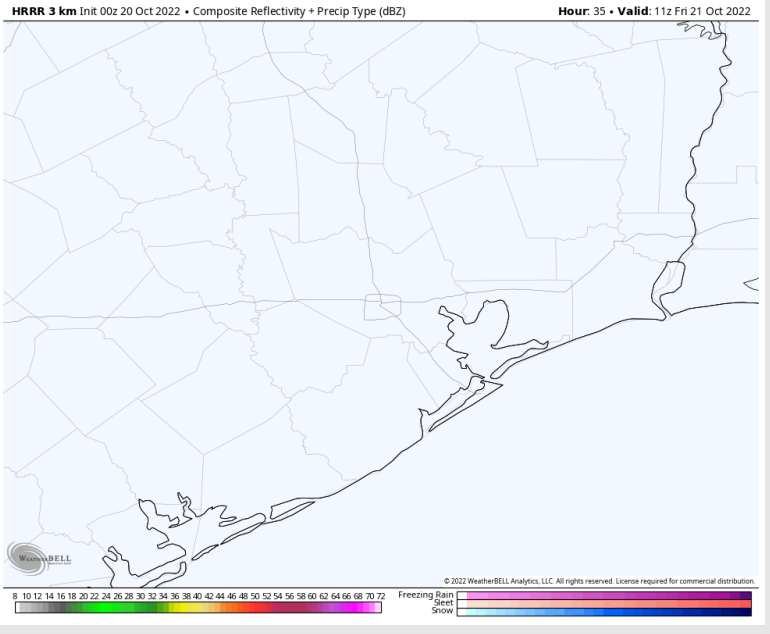 HRRR 3 km Init 00z 20 Oct 2022 • Composite Reflectivity + Precip Type (dBZ)
Hour: 35 • Valid: 11z Fri 21 Oct 2022
WEATHERBELL
© 2022 WeatherBELL Analytics, LLC. All rights reserved. License required for commercial distribution.
8 10 12 14 16 18 20 22 24 26 28 30 32 34 36 38 40 42 44 46 48 50 52 54 56 58 60 62 64 66 68 70 72
Freezing Rain
Sleet
Snow